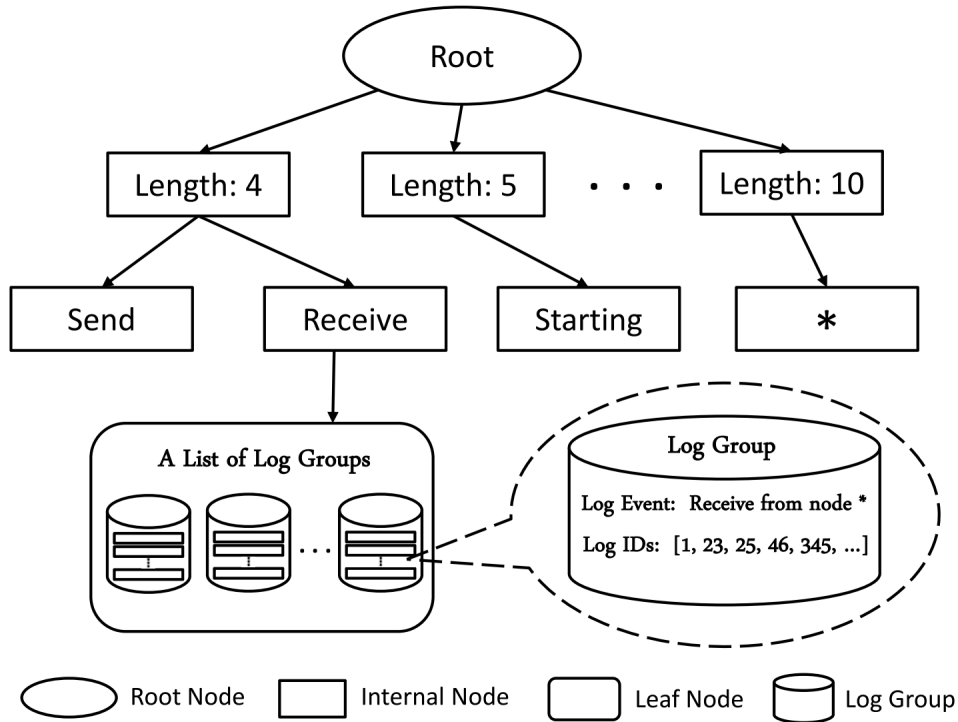 Root
Length: 4
Length: 5
. . .
Length: 10
Send
Receive
Starting
*
A List of Log Groups
...
Log Group
Log Event: Receive from node *
Log IDs: [1, 23, 25, 46, 345, ...]
Root Node
Internal Node
Leaf Node
Log Group